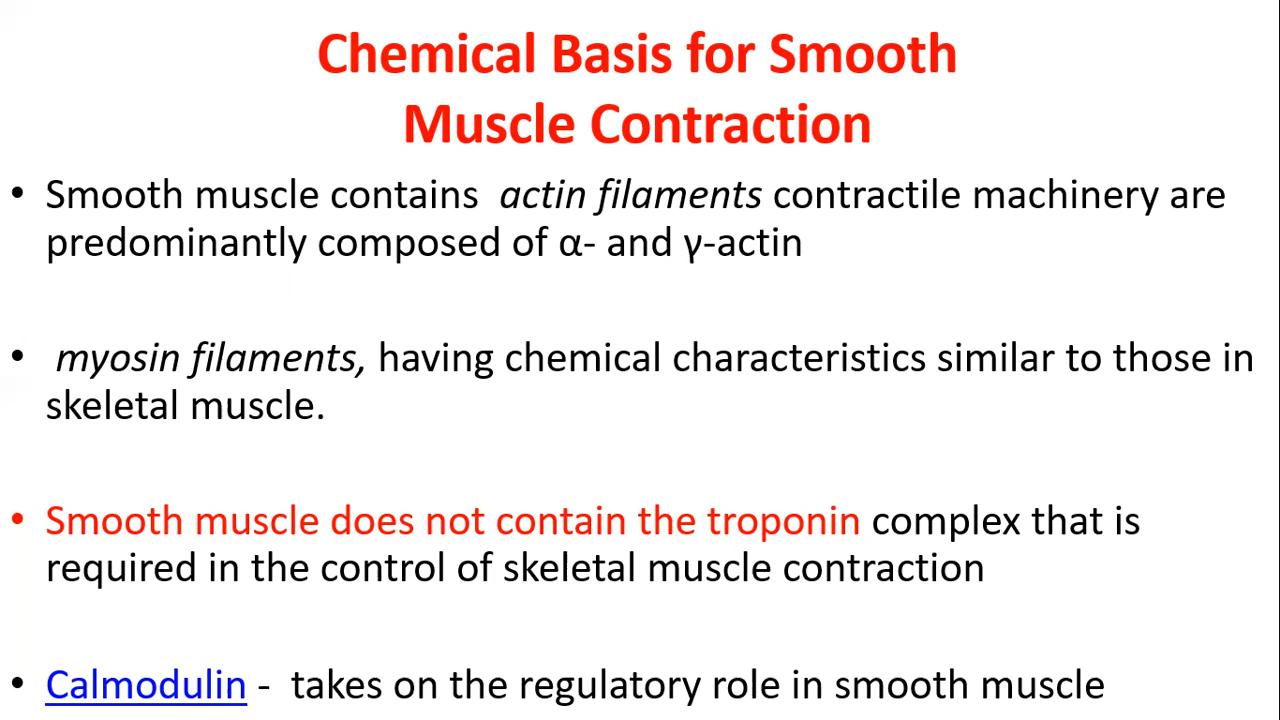 Chemical Basis for Smooth
Muscle Contraction
• Smooth muscle contains  actin filaments contractile machinery are
predominantly composed of α- and γ-actin
•  myosin filaments, having chemical characteristics similar to those in
skeletal muscle.
• Smooth muscle does not contain the troponin complex that is
required in the control of skeletal muscle contraction
• Calmodulin -  takes on the regulatory role in smooth muscle